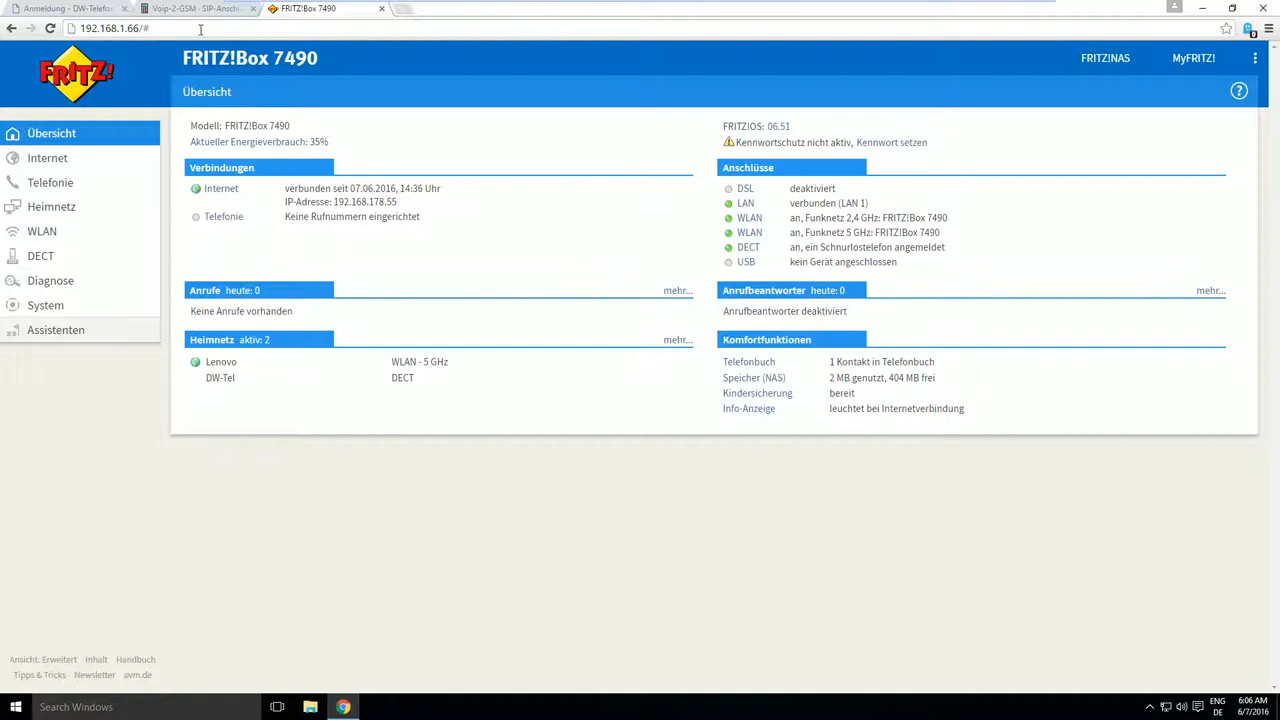 Anmeldung - DW-Telefo
Voip-2-GSM - SIP-Anschl
FRITZ!Box 7490
192.168.1.66/#
FRITZ!
FRITZ!Box 7490
FRITZ!NAS
MyFRITZ!
Übersicht
Übersicht
Internet
Telefonie
Heimnetz
WLAN
DECT
Diagnose
System
Assistenten
Modell: FRITZ!Box 7490
Aktueller Energieverbrauch: 35%
FRITZ!OS: 06.51
Kennwortschutz nicht aktiv, Kennwort setzen
Verbindungen
Internet verbunden seit 07.06.2016, 14:36 Uhr
IP-Adresse: 192.168.178.55
Telefonie Keine Rufnummern eingerichtet
Anschlüsse
DSL deaktiviert
LAN verbunden (LAN 1)
WLAN an, Funknetz 2,4 GHz: FRITZ!Box 7490
WLAN an, Funknetz 5 GHz: FRITZ!Box 7490
DECT an, ein Schnurlostelefon angemeldet
USB kein Gerät angeschlossen
Anrufe heute: 0 mehr...
Keine Anrufe vorhanden
Anrufbeantworter heute: 0 mehr...
Anrufbeantworter deaktiviert
Heimnetz aktiv: 2 mehr...
Lenovo WLAN - 5 GHz
DW-Tel DECT
Komfortfunktionen
Telefonbuch 1 Kontakt in Telefonbuch
Speicher (NAS) 2 MB genutzt, 404 MB frei
Kindersicherung bereit
Info-Anzeige leuchtet bei Internetverbindung
Ansicht: Erweitert Inhalt Handbuch
Tipps & Tricks Newsletter avm.de
Search Windows
ENG
DE
6:06 AM
6/7/2016